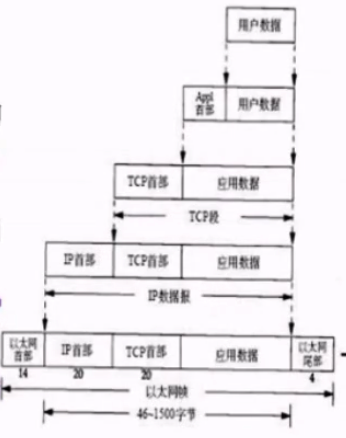 用户数据
Appl
首部
用户数据
TCP首部
应用数据
TCP段
IP首部
TCP首部
应用数据
IP数据报
以太网
首部
IP首部
TCP首部
应用数据
以太网
尾部
14
20
20
4
以太网帧
46~1500字节